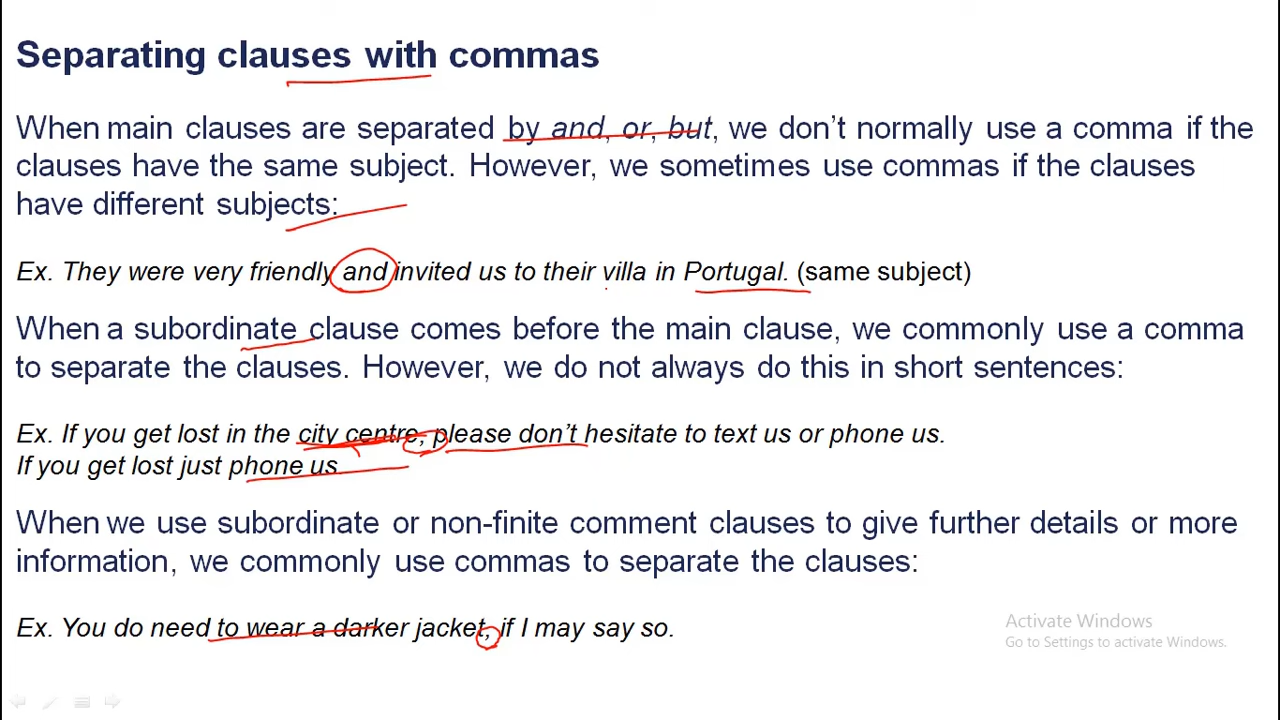 Separating clauses with commas
When main clauses are separated by and, or, but, we don't normally use a comma if the
clauses have the same subject. However, we sometimes use commas if the clauses
have different subjects:
Ex. They were very friendly and invited us to their villa in Portugal. (same subject)
When a subordinate clause comes before the main clause, we commonly use a comma
to separate the clauses. However, we do not always do this in short sentences:
Ex. If you get lost in the city centre, please don't hesitate to text us or phone us.
If you get lost just phone us.
When we use subordinate or non-finite comment clauses to give further details or more
information, we commonly use commas to separate the clauses:
Ex. You do need to wear a darker jacket, if I may say so.
Activate Windows
Go to Settings to activate Windows.